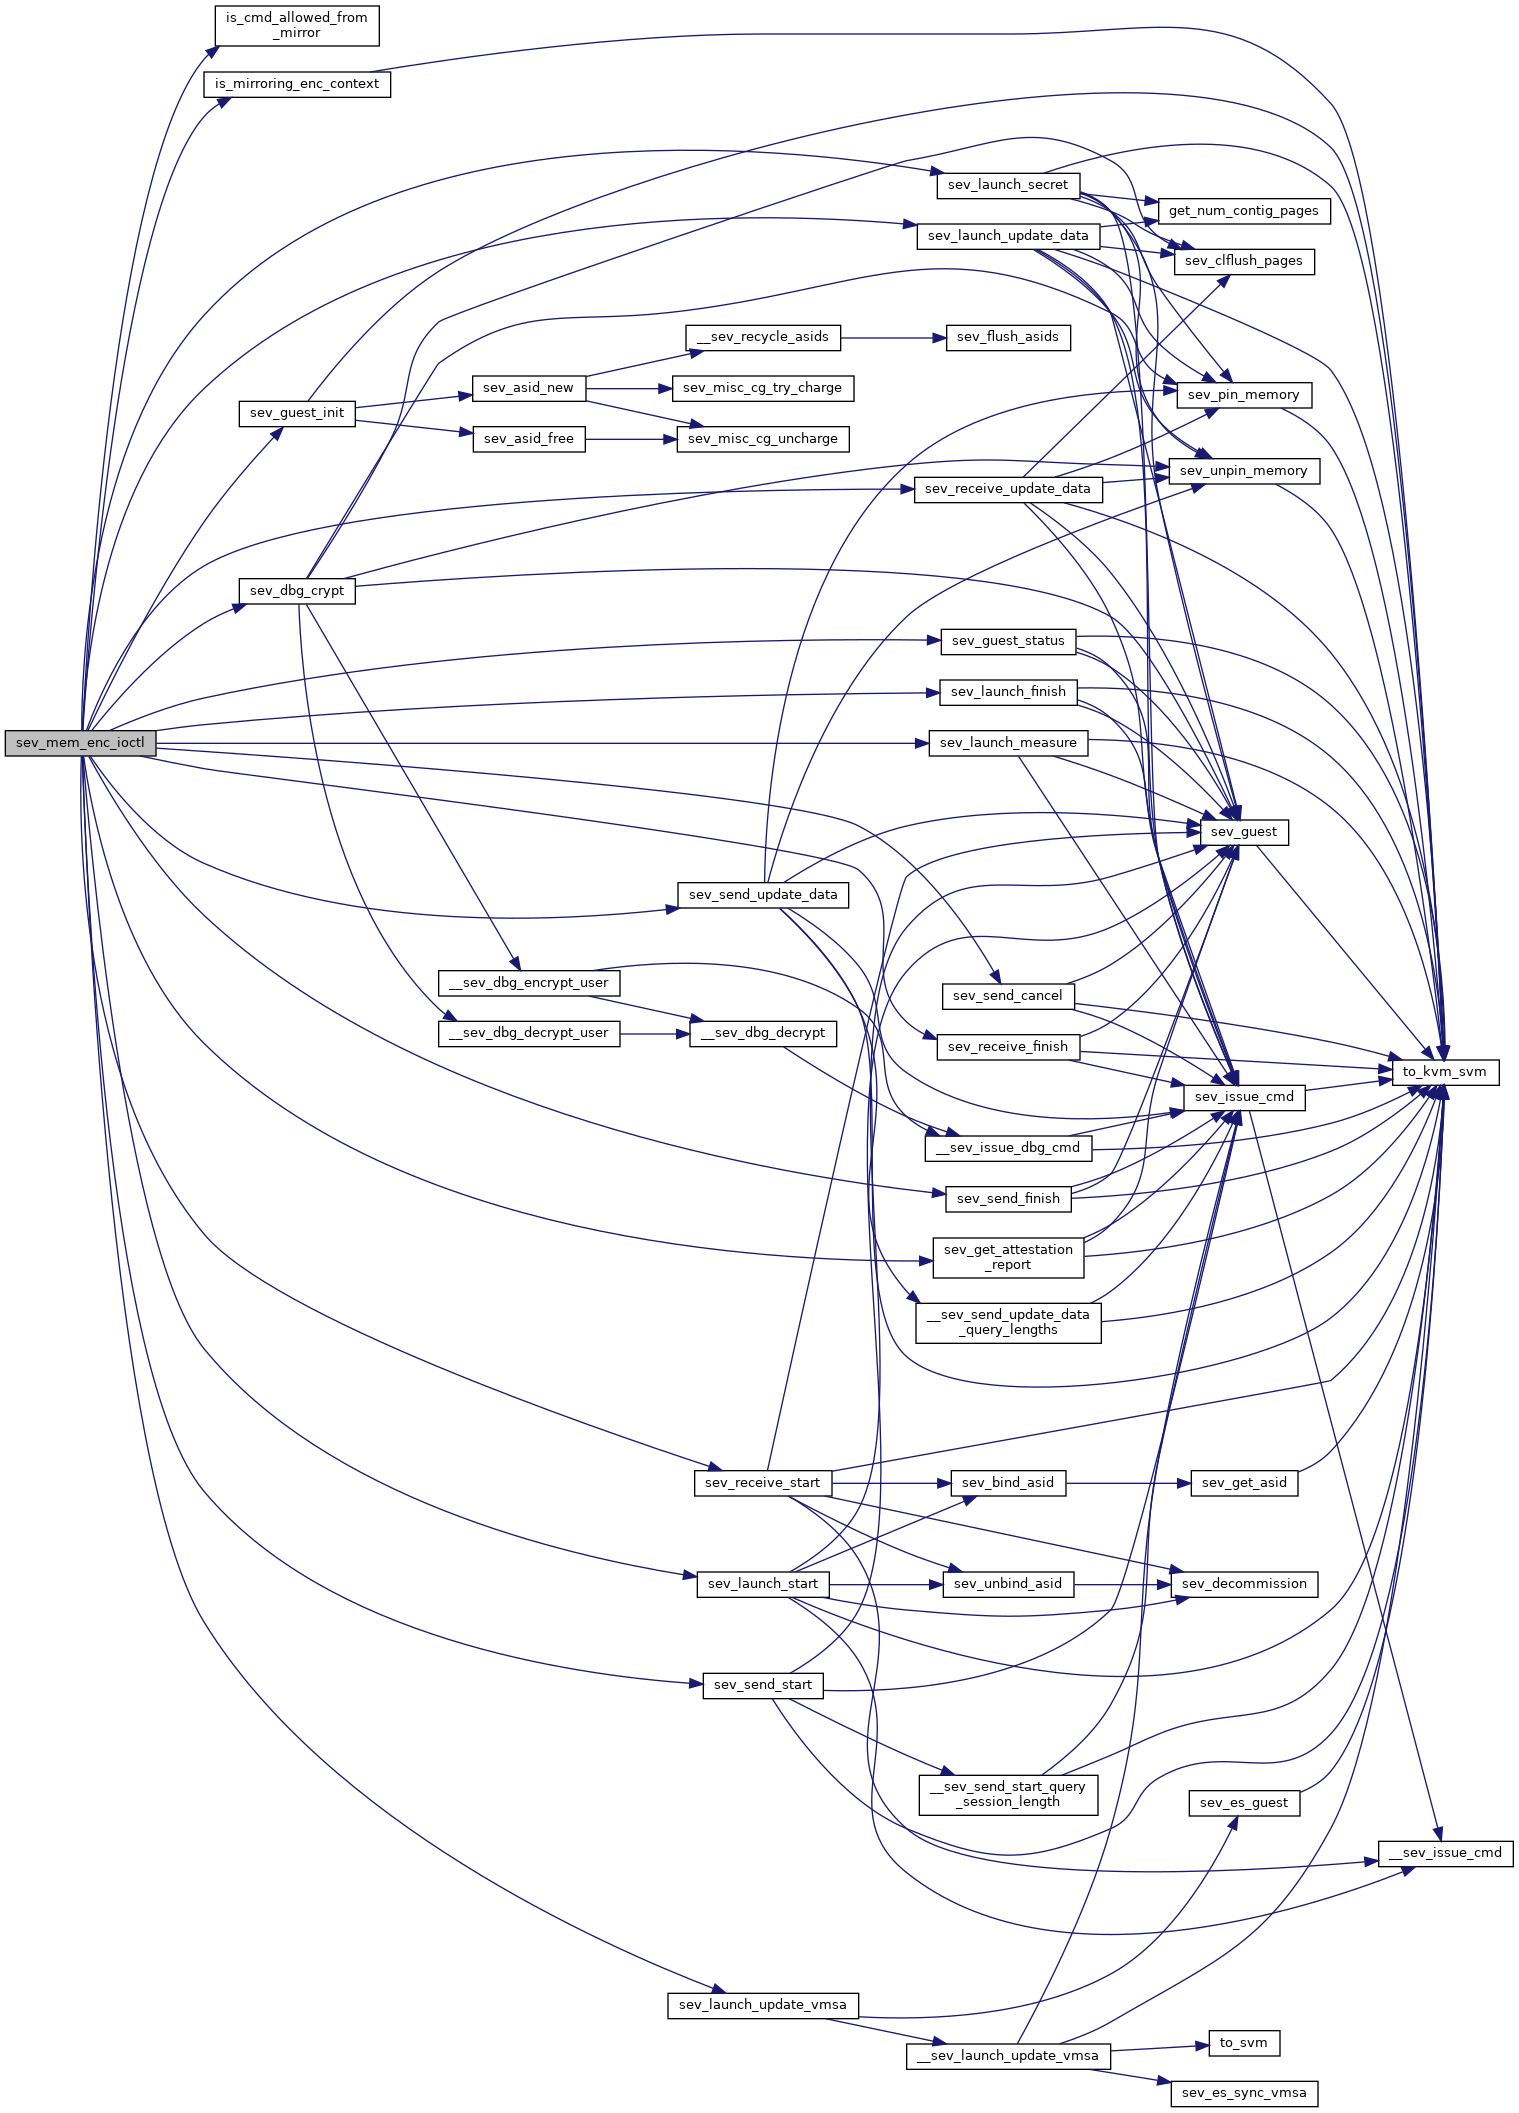 is_cmd_allowed_from
_mirror
is_mirroring_enc_context
sev_launch_secret
get_num_contig_pages
sev_launch_update_data
sev_clflush_pages
__sev_recycle_asids
sev_flush_asids
sev_asid_new
sev_misc_cg_try_charge
sev_pin_memory
sev_guest_init
sev_asid_free
sev_misc_cg_uncharge
sev_unpin_memory
sev_receive_update_data
sev_dbg_crypt
sev_guest_status
sev_launch_finish
sev_mem_enc_ioctl
sev_launch_measure
sev_guest
sev_send_update_data
__sev_dbg_encrypt_user
sev_send_cancel
__sev_dbg_decrypt_user
__sev_dbg_decrypt
sev_receive_finish
to_kvm_svm
sev_issue_cmd
__sev_issue_dbg_cmd
sev_send_finish
sev_get_attestation
_report
__sev_send_update_data
_query_lengths
sev_receive_start
sev_bind_asid
sev_get_asid
sev_launch_start
sev_unbind_asid
sev_decommission
sev_send_start
__sev_send_start_query
_session_length
sev_es_guest
__sev_issue_cmd
sev_launch_update_vmsa
to_svm
__sev_launch_update_vmsa
sev_es_sync_vmsa